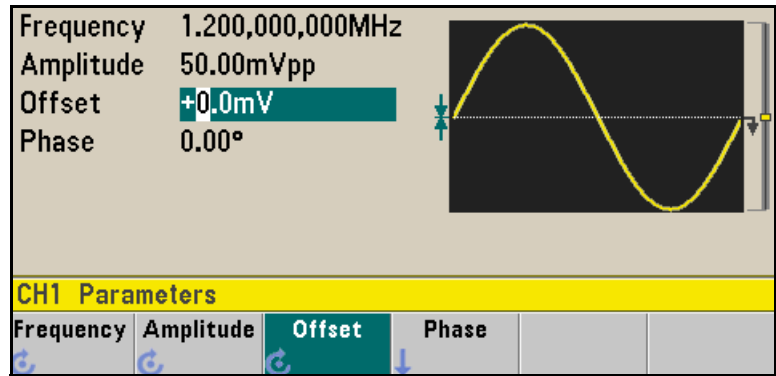 Frequency 1.200,000,000MHz
Amplitude 50.00mVpp
Offset +0.0mV
Phase 0.00°
CH1 Parameters
Frequency Amplitude Offset Phase